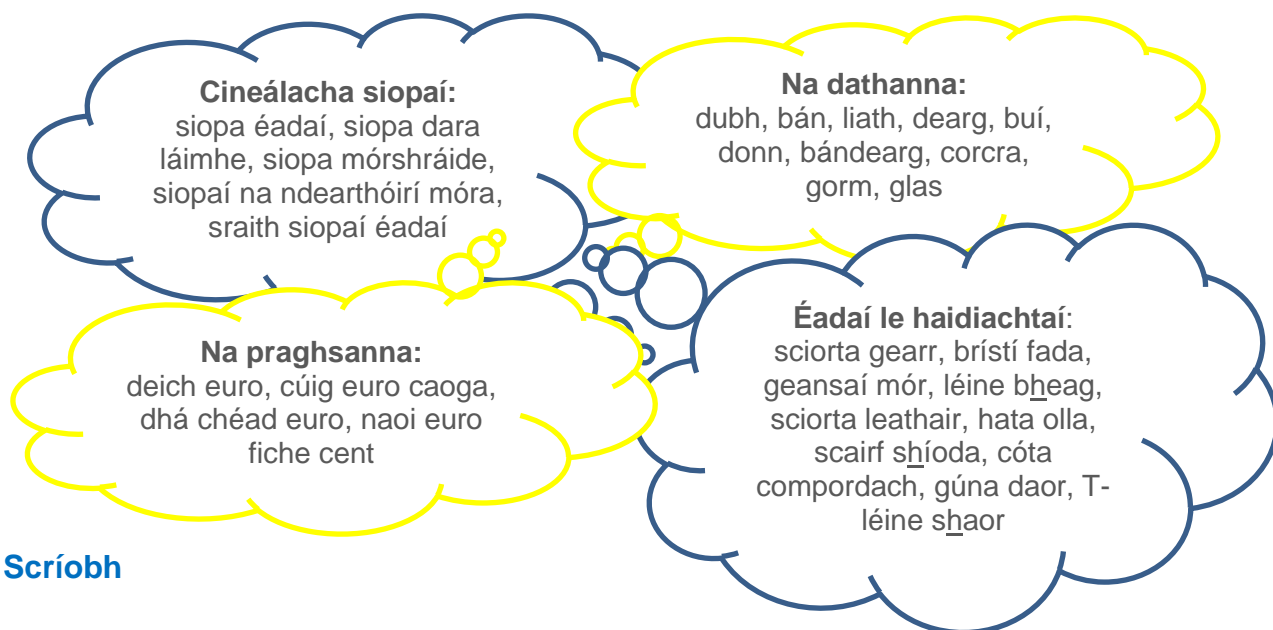 Cineálacha siopaí:
siopa éadaí, siopa dara
láimhe, siopa mórshráide,
siopaí na ndearthóirí móra,
sraith siopaí éadaí
Na dathanna:
dubh, bán, liath, dearg, buí,
donn, bándearg, corcra,
gorm, glas
Na praghsanna:
deich euro, cúig euro caoga,
dhá chéad euro, naoi euro
fiche cent
Éadaí le haidiachtaí:
sciorta gearr, brístí fada,
geansaí mór, léine bheag,
sciorta leathair, hata olla,
scairf shíoda, cóta
compordach, gúna daor, T-
léine shaor
Scríobh